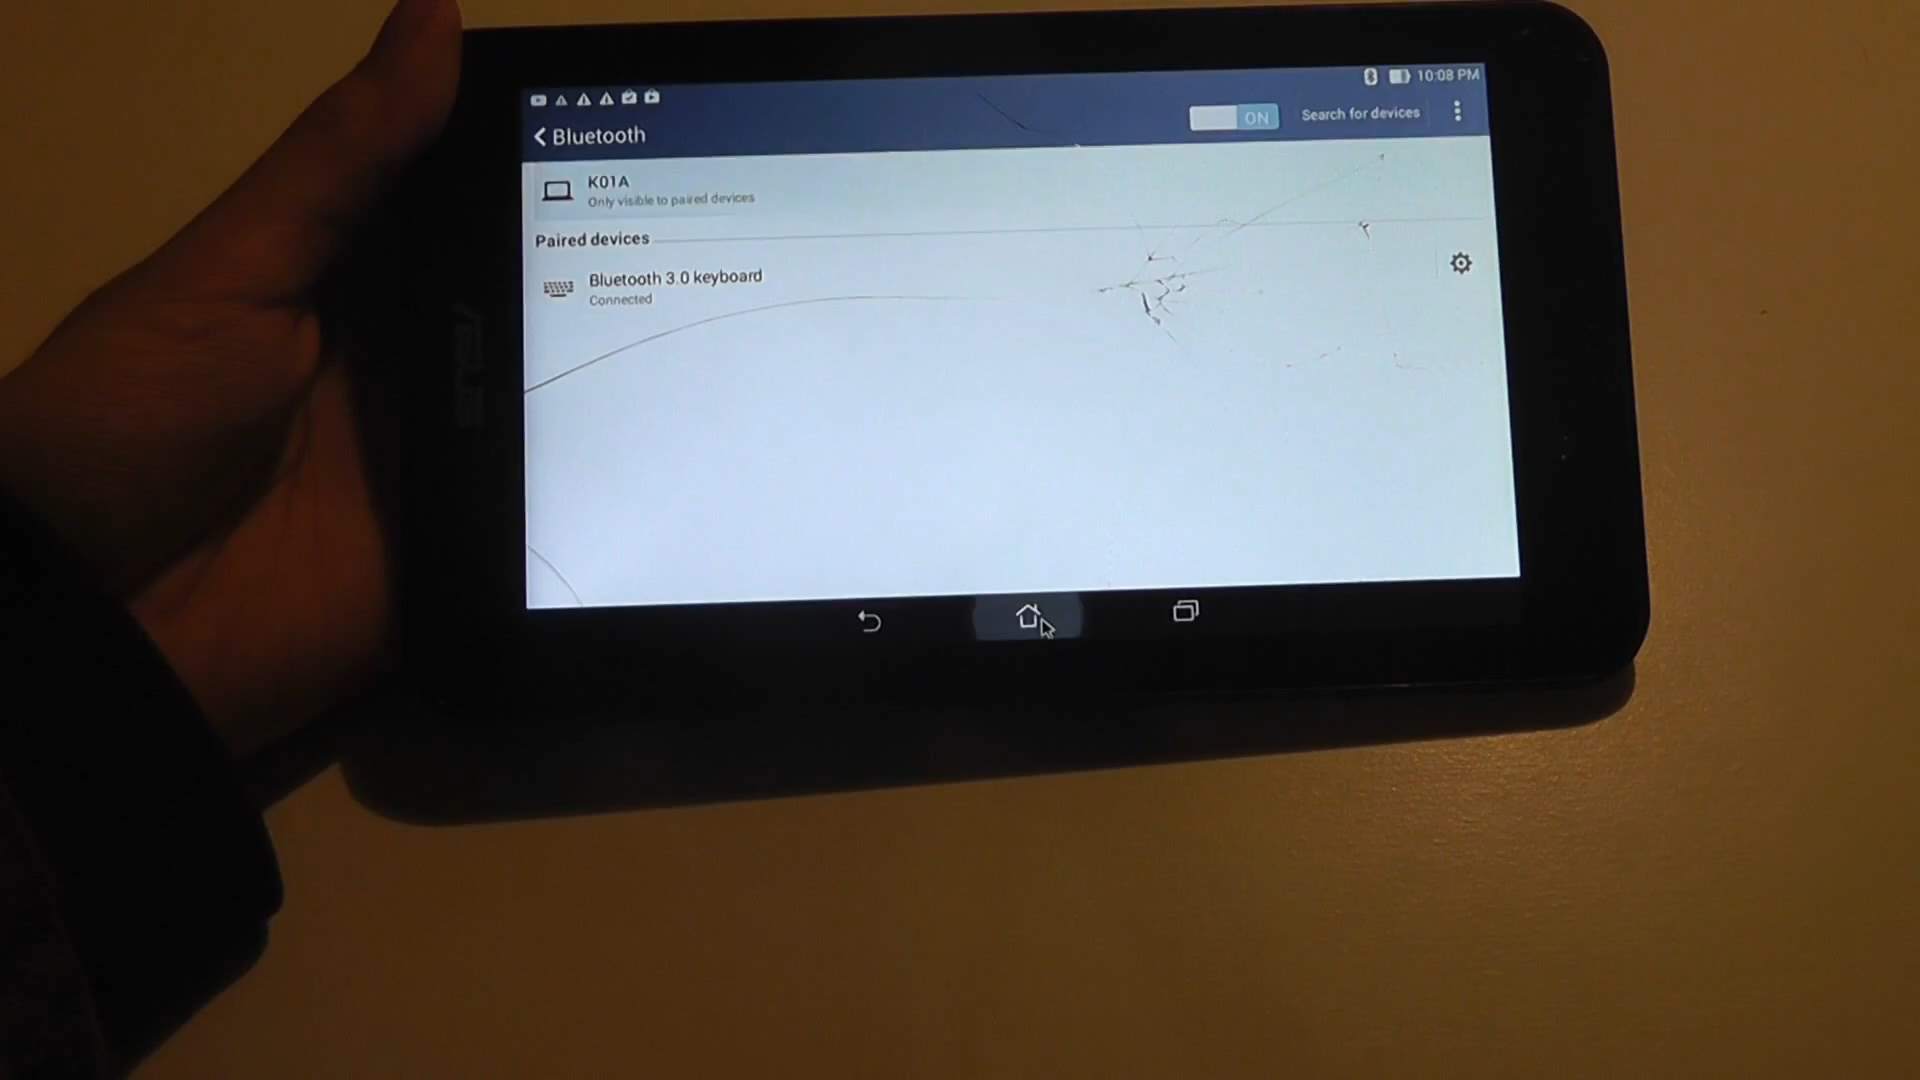 10:08 PM
Bluetooth
ON
Search for devices
K01A
Only visible to paired devices
Paired devices
Bluetooth 3.0 keyboard
Connected
ASUS